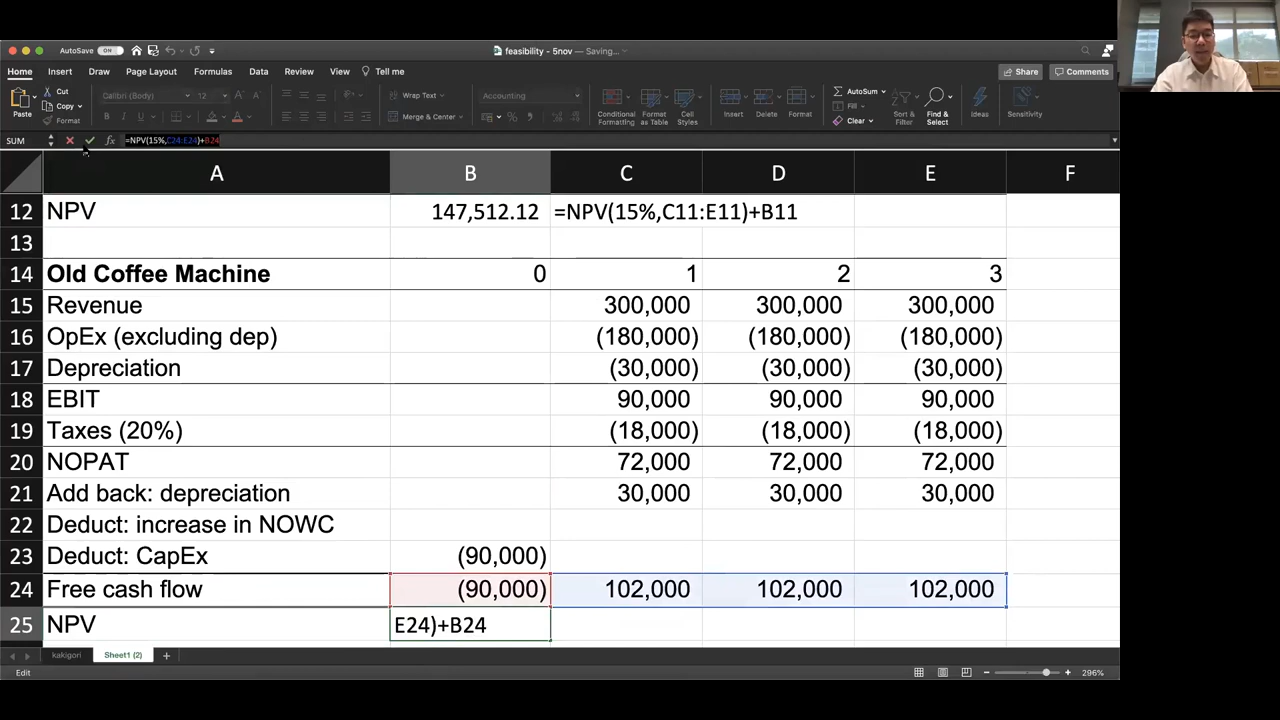 AutoSave ON feasibility - 5nov — Saving...
Home Insert Draw Page Layout Formulas Data Review View Tell me Share Comments
Paste Cut Copy Format
Calibri (Body) 12
Wrap Text
Merge & Center
Accounting
Conditional Formatting
Format as Table
Cell Styles
Insert Delete Format
AutoSum
Fill
Clear
Sort & Filter
Find & Select
Ideas
Sensitivity
SUM fx =NPV(15%,C24:E24)+B24
A B C D E F
12 NPV 147,512.12 =NPV(15%,C11:E11)+B11
13
14 Old Coffee Machine 0 1 2 3
15 Revenue 300,000 300,000 300,000
16 OpEx (excluding dep) (180,000) (180,000) (180,000)
17 Depreciation (30,000) (30,000) (30,000)
18 EBIT 90,000 90,000 90,000
19 Taxes (20%) (18,000) (18,000) (18,000)
20 NOPAT 72,000 72,000 72,000
21 Add back: depreciation 30,000 30,000 30,000
22 Deduct: increase in NOWC
23 Deduct: CapEx (90,000)
24 Free cash flow (90,000) 102,000 102,000 102,000
25 NPV E24)+B24
kakigori Sheet1 (2) +
Edit 296%